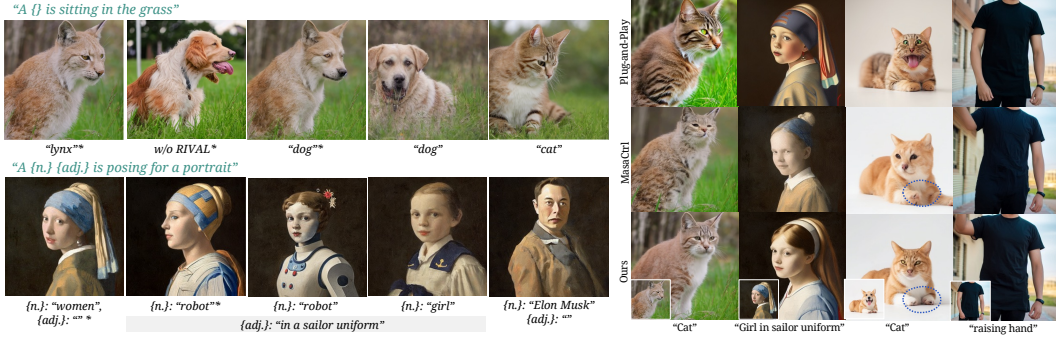 “A {} is sitting in the grass”
“lynx”*
w/o RIVAL*
“dog”*
“dog”
“cat”
“A {n.} {adj.} is posing for a portrait”
{n.}: “women”,
{adj.}: “” *
{n.}: “robot”*
{n.}: “robot”
{n.}: “girl”
{n.}: “Elon Musk”
{adj.}: “”
{adj.}: “in a sailor uniform”
Plug-and-Play
MasaCtrl
Ours
“Cat”
“Girl in sailor uniform”
“Cat”
“raising hand”